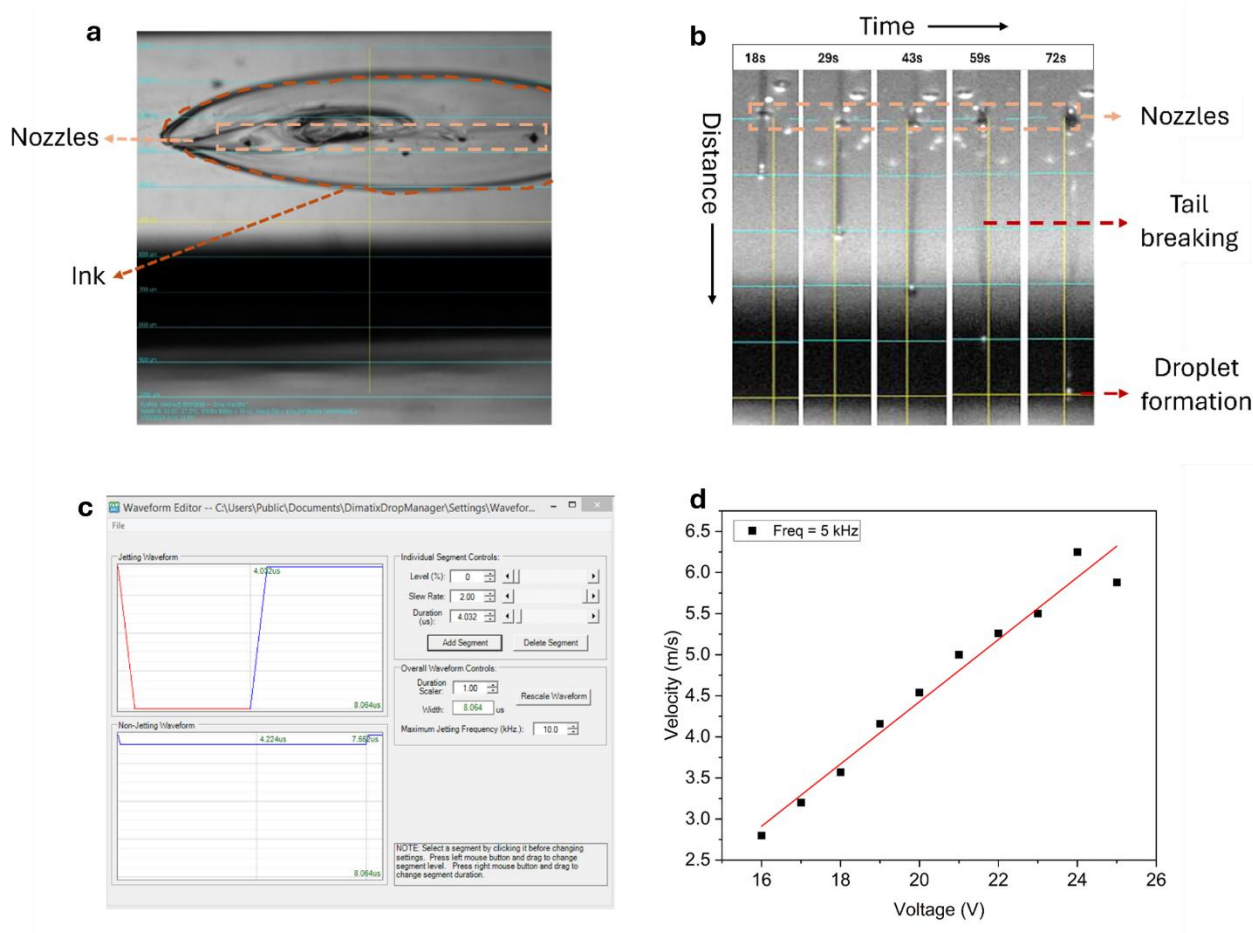 a
Nozzles
Ink
b
Time
18s
29s
43s
59s
72s
Distance
Nozzles
Tail
breaking
Droplet
formation
c
Waveform Editor -- C:\Users\Public\Documents\DimatixDropManager\Settings\Wavefor...
File
Jetting Waveform
4.032us
8.064us
Non-Jetting Waveform
4.224us
7.552us
8.064us
Individual Segment Controls:
Level (%): 0
Slew Rate: 2.00
Duration
(us): 4.032
Add Segment
Delete Segment
Overall Waveform Controls:
Duration
Scaler: 1.00
Width: 8.064 us
Rescale Waveform
Maximum Jetting Frequency (kHz.): 10.0
NOTE: Select a segment by clicking it before changing
settings. Press left mouse button and drag to change
segment level. Press right mouse button and drag to
change segment duration.
d
Freq = 5 kHz
6.5
6.0
5.5
5.0
4.5
4.0
3.5
3.0
2.5
Velocity (m/s)
16
18
20
22
24
26
Voltage (V)